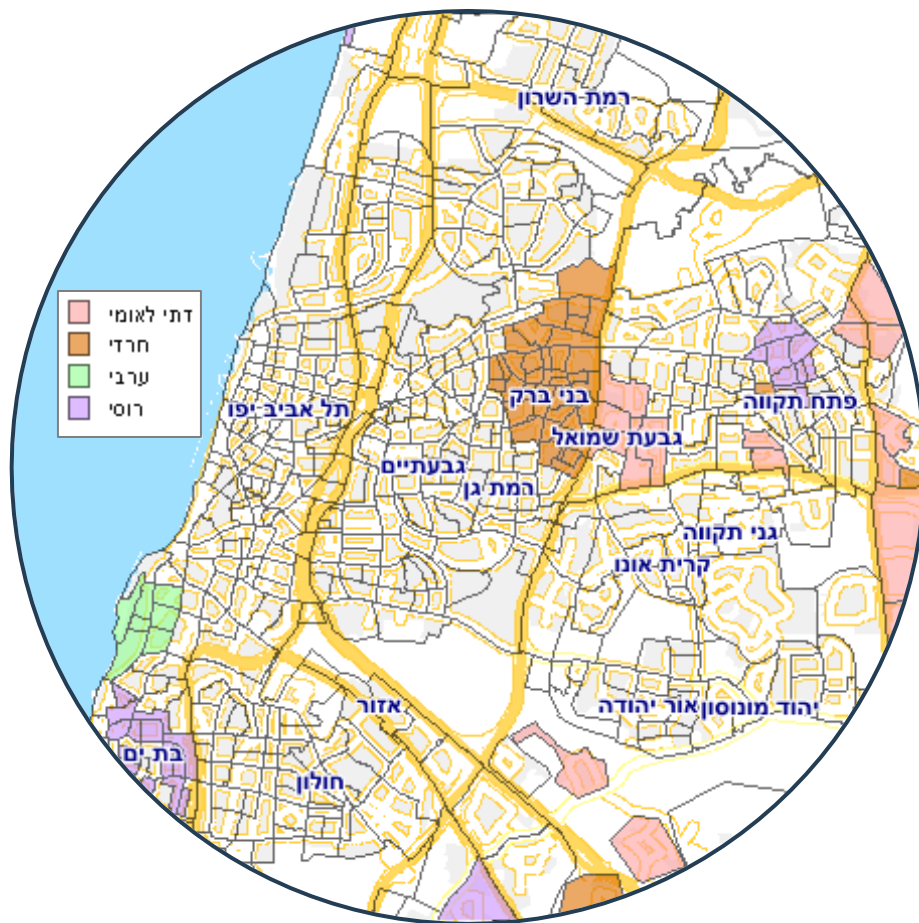 רמת השרון
דתי לאומי
חרדי
ערבי
רוסי
בני ברק
פתח תקווה
תל אביב יפו
גבעת שמואל
גבעתיים
המת גן
גני תקווה
קרית אונו
אזור
אור יהודה
יהוד מונוסון
בת ים
חולון